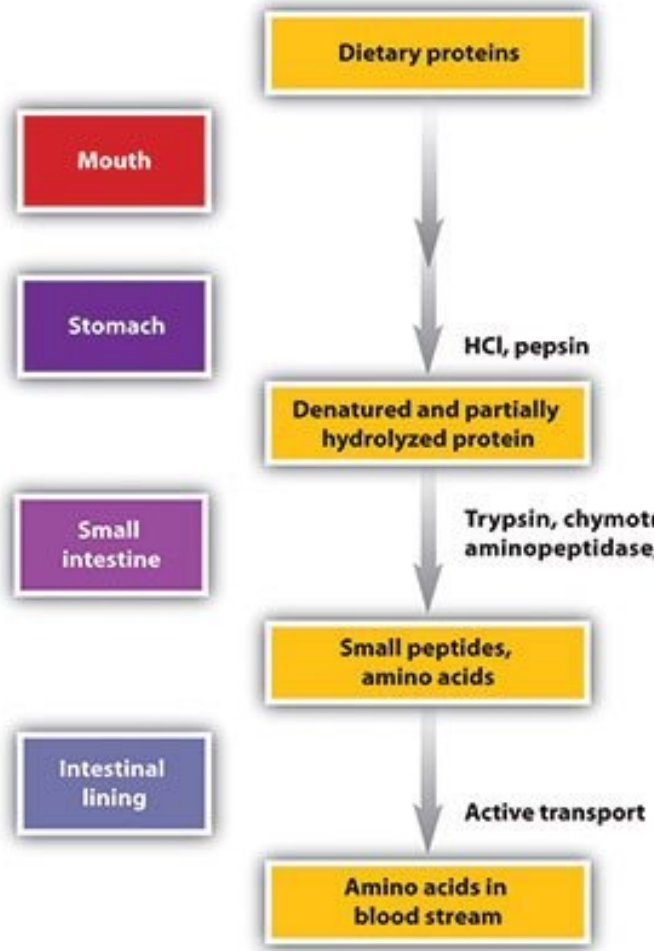 Dietary proteins
Mouth
Stomach
HCl, pepsin
Denatured and partially
hydrolyzed protein
Small
intestine
Trypsin,
aminopeptidase,
Small peptides,
amino acids
Intestinal
lining
Active transport
Amino acids in
blood stream